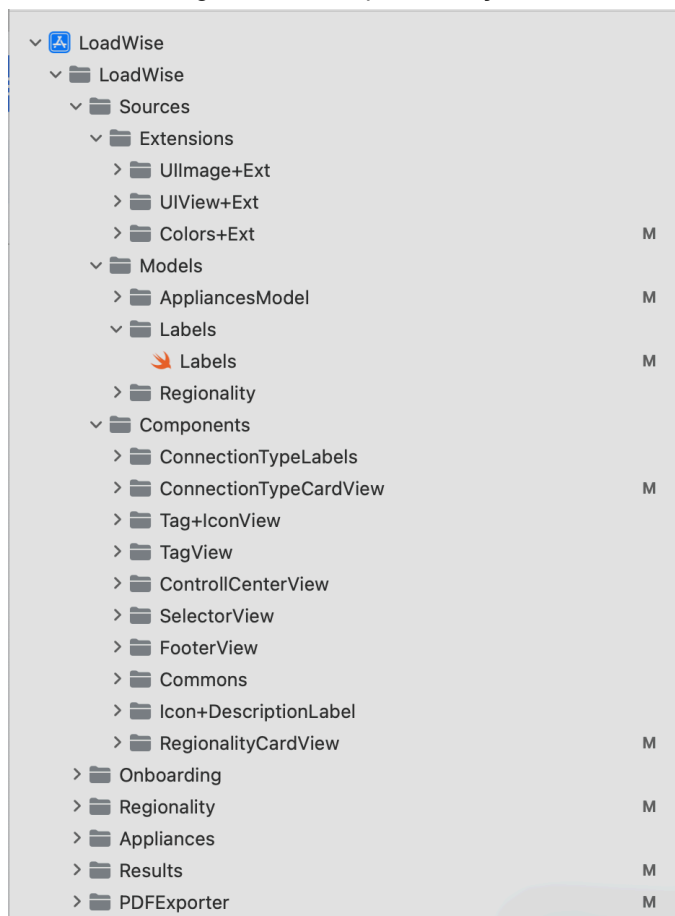 LoadWise
LoadWise
Sources
Extensions
UIImage+Ext
UIView+Ext
Colors+Ext M
Models
AppliancesModel M
Labels
Labels M
Regionality
Components
ConnectionTypeLabels
ConnectionTypeCardView M
Tag+IconView
TagView
ControllCenterView
SelectorView
FooterView
Commons
Icon+DescriptionLabel
RegionalityCardView M
Onboarding
Regionality M
Appliances
Results M
PDFExporter M